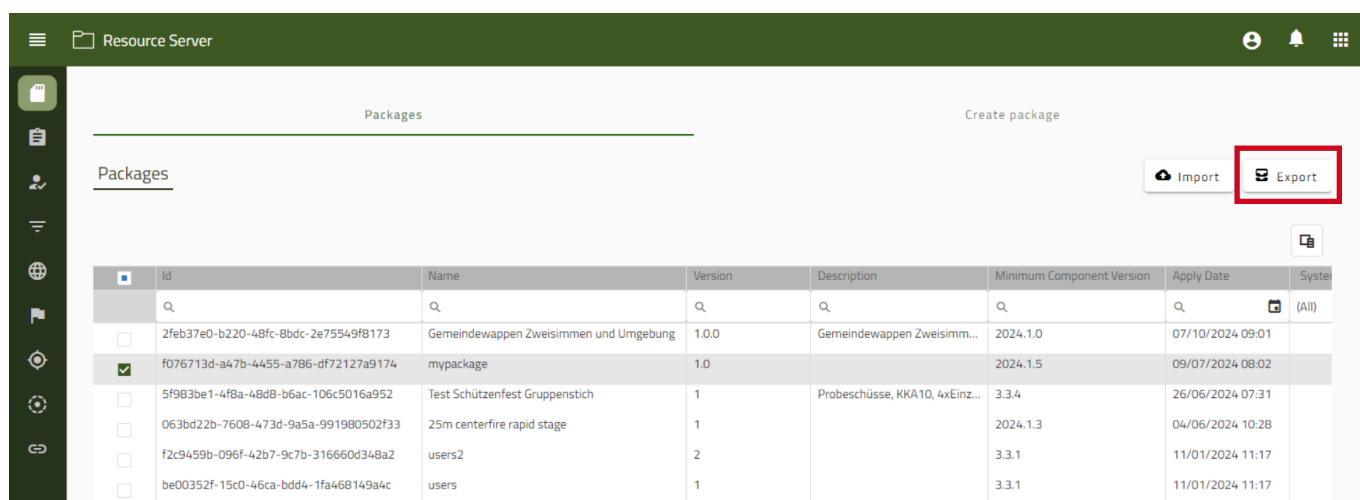 Resource Server
Packages Create package
Packages Import Export
Id Name Version Description Minimum Component Version Apply Date System
(All)
2feb37e0-b220-48fc-8bdc-2e75549f8173 Gemeindewappen Zweisimmen und Umgebung 1.0.0 Gemeindewappen Zweisimm... 2024.1.0 07/10/2024 09:01
f076713d-a47b-4455-a786-df72127a9174 mypackage 1.0 2024.1.5 09/07/2024 08:02
5f983be1-4f8a-48d8-b6ac-106c5016a952 Test Schützenfest Gruppenstich 1 Probeschüsse, KKA10, 4xEinz... 3.3.4 26/06/2024 07:31
063bd22b-7608-473d-9a5a-991980502f33 25m centerfire rapid stage 1 2024.1.3 04/06/2024 10:28
f2c9459b-096f-42b7-9c7b-316660d348a2 users2 2 3.3.1 11/01/2024 11:17
be00352f-15c0-46ca-bdd4-1fa468149a4c users 1 3.3.1 11/01/2024 11:17